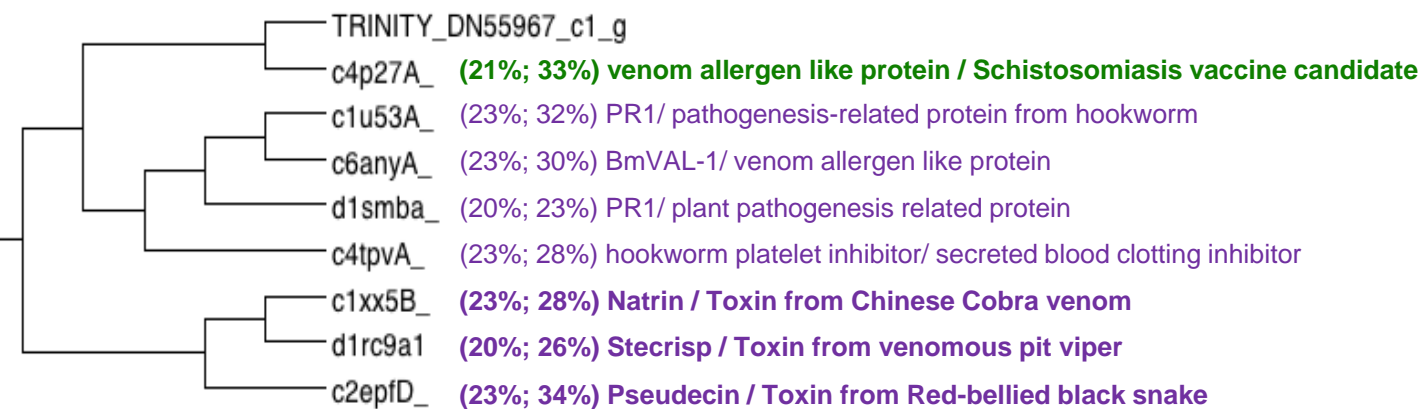 TRINITY_DN55967_c1_g
c4p27A_ (21%; 33%) venom allergen like protein / Schistosomiasis vaccine candidate
c1u53A_ (23%; 32%) PR1/ pathogenesis-related protein from hookworm
c6anyA_ (23%; 30%) BmVAL-1/ venom allergen like protein
d1smba_ (20%; 23%) PR1/ plant pathogenesis related protein
c4tpvA_ (23%; 28%) hookworm platelet inhibitor/ secreted blood clotting inhibitor
c1xx5B_ (23%; 28%) Natrin / Toxin from Chinese Cobra venom
d1rc9a1 (20%; 26%) Stecrisp / Toxin from venomous pit viper
c2epfD_ (23%; 34%) Pseudecin / Toxin from Red-bellied black snake